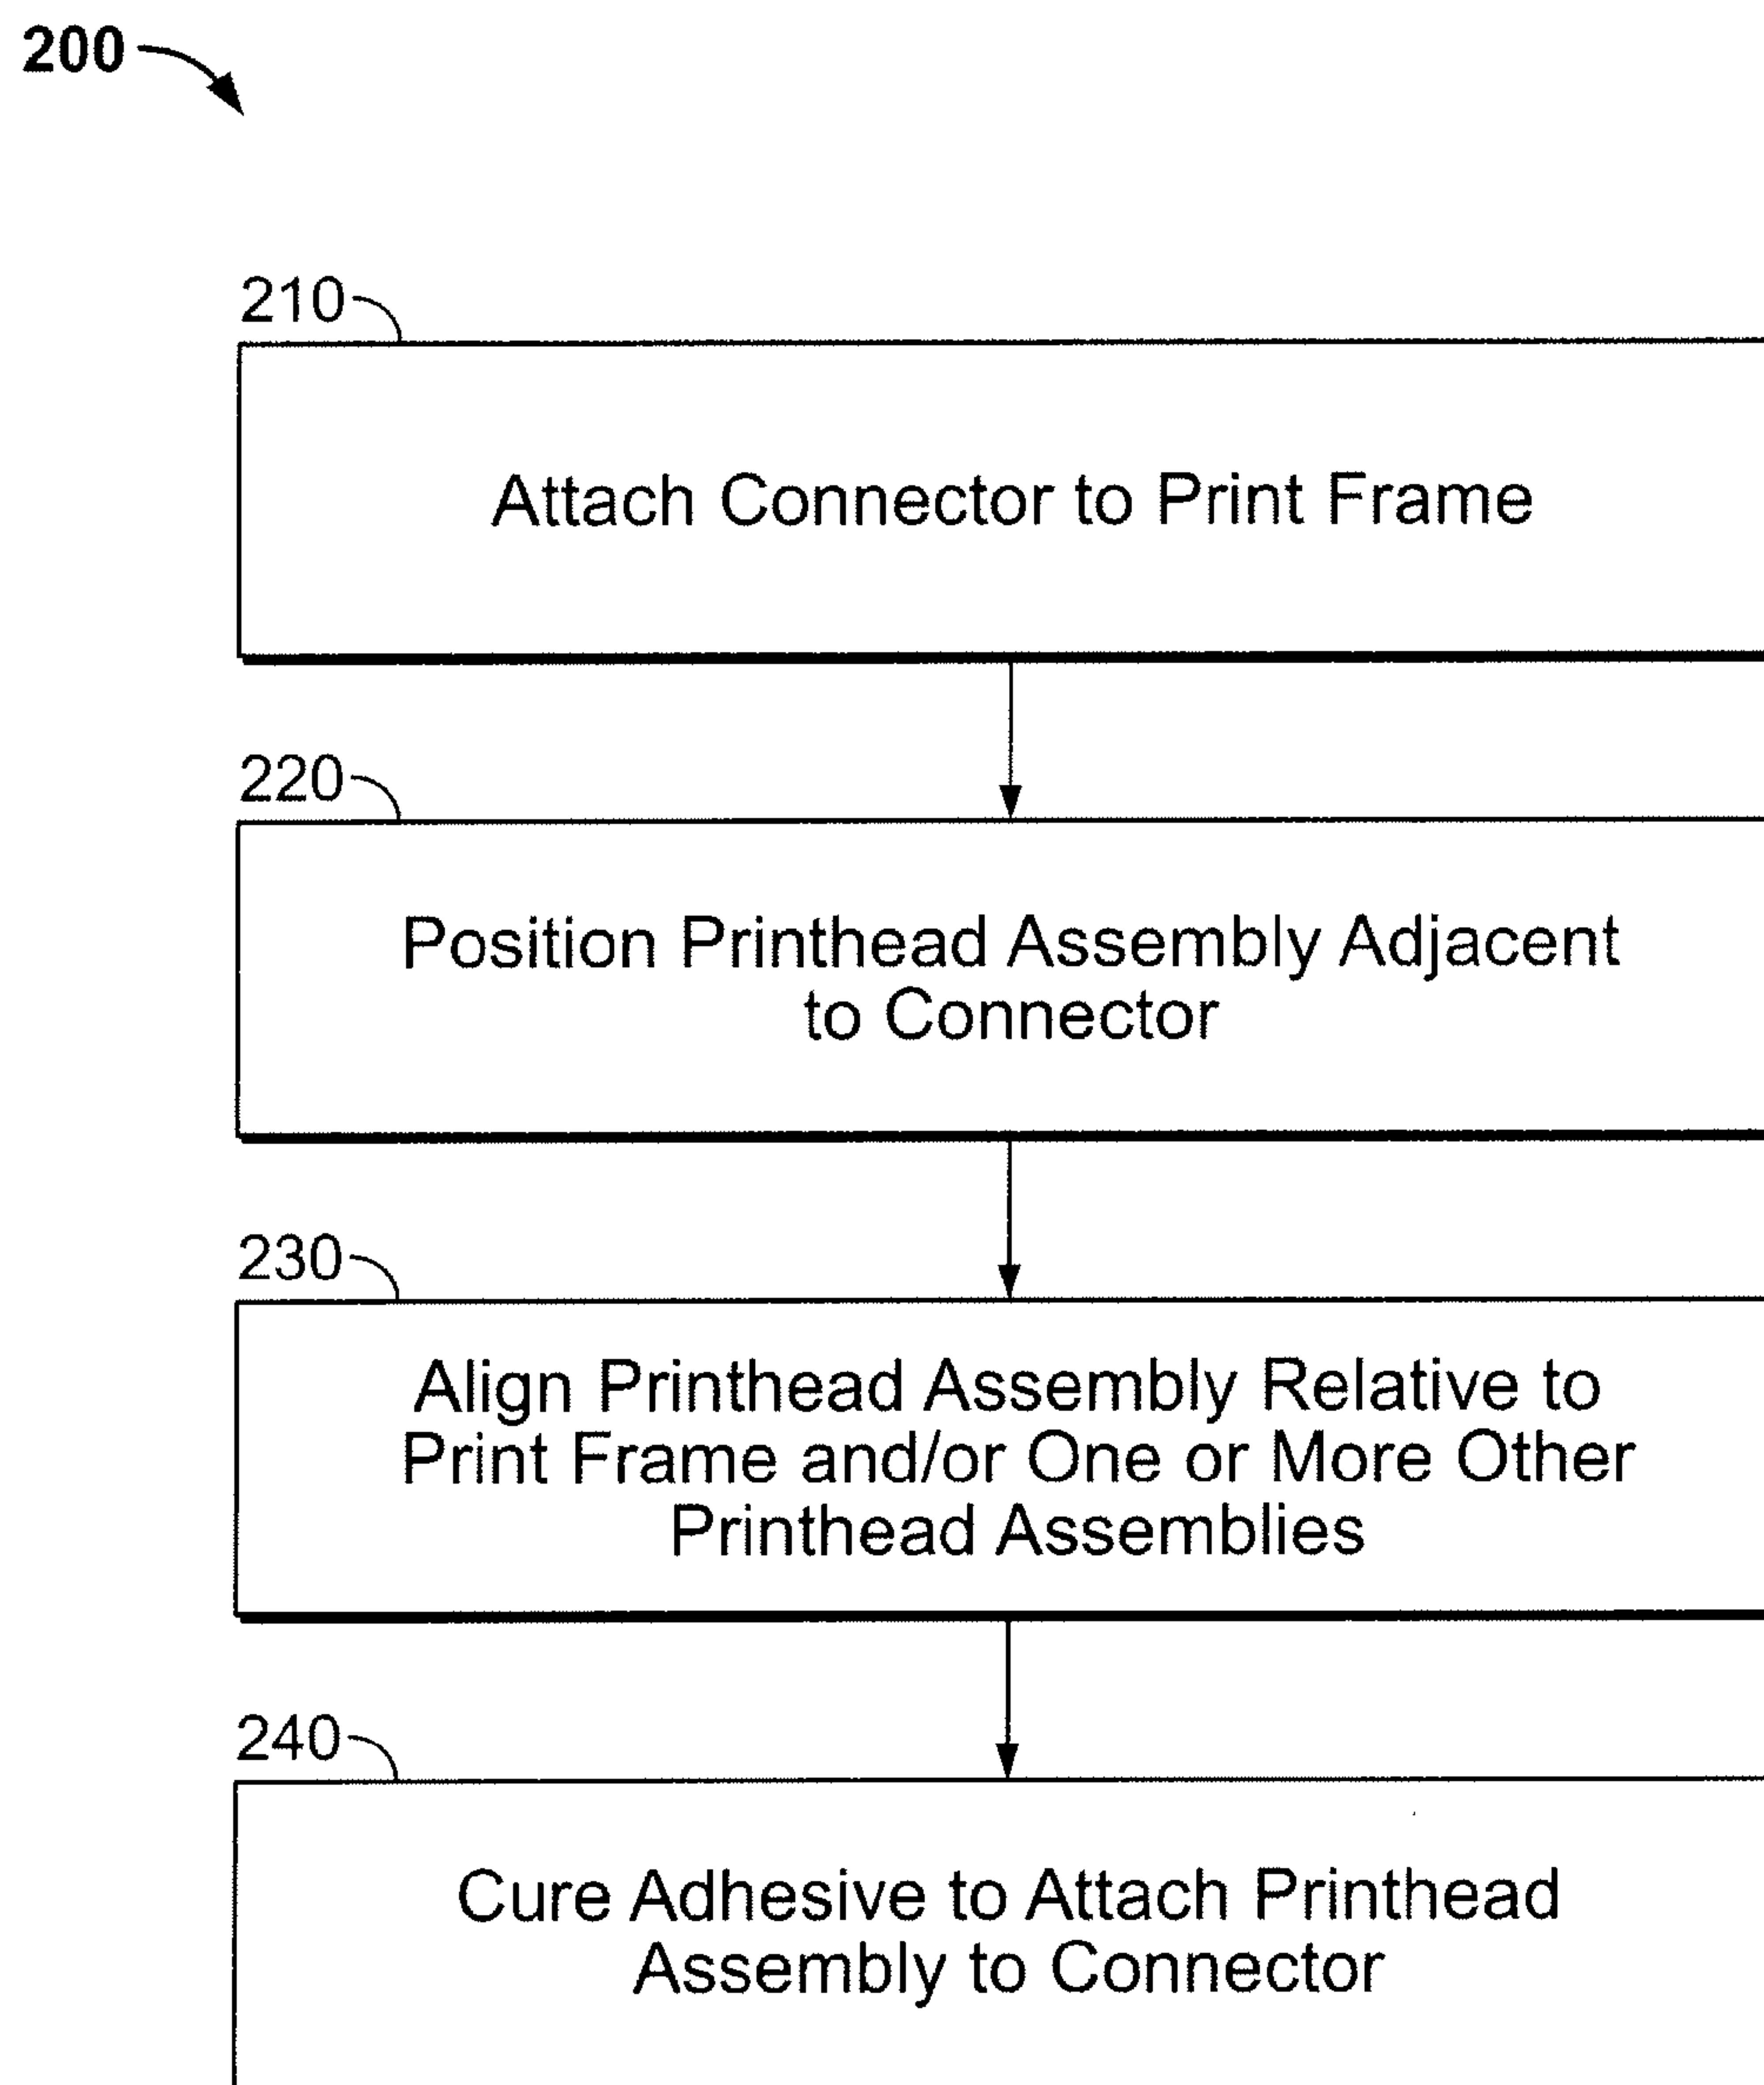 200
210
Attach Connector to Print Frame
220
Position Printhead Assembly Adjacent
to Connector
230
Align Printhead Assembly Relative to
Print Frame and/or One or More Other
Printhead Assemblies
240
Cure Adhesive to Attach Printhead
Assembly to Connector